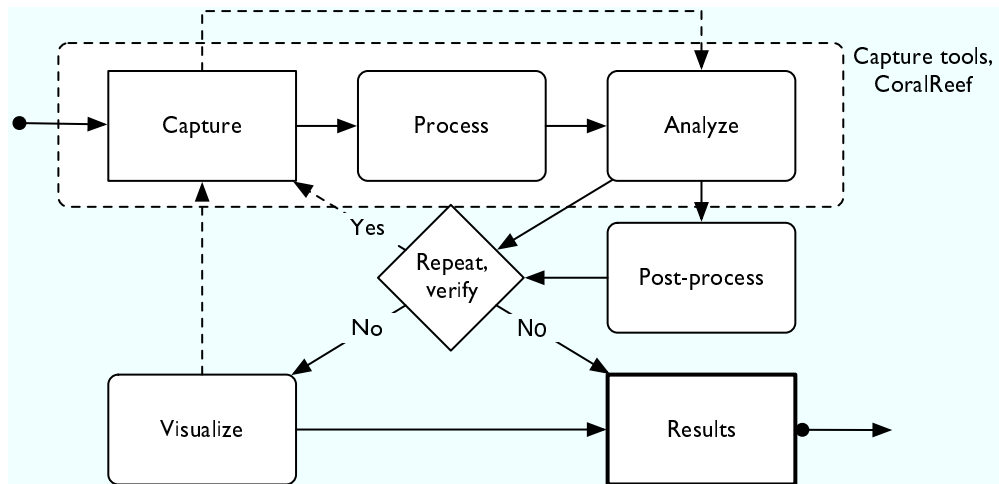 Capture tools,
CoralReef
Capture
Process
Analyze
Yes
Repeat,
verify
Post-process
No
No
Visualize
Results